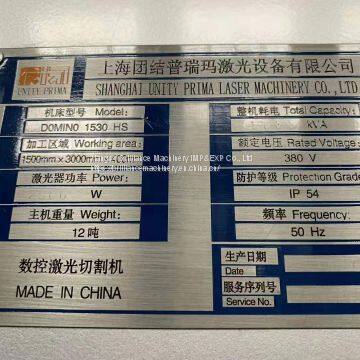 UNITY PRIMA
上海团结普瑞玛激光设备有限公司
SHANGHAI UNITY PRIMA LASER MACHINERY CO., LTD.
机床型号 Model:
DOMINO 1530 HS
加工区域 Working area:
1500mm×3000mm
激光器功率 Power:
W
主机重量 Weight:
12吨
数控激光切割机
MADE IN CHINA
整机耗电 Total Capacity:
kVA
额定电压 Rated Voltage:
380 V
防护等级 Protection Grade
IP 54
频率 Frequency:
50 Hz
生产日期
Date
服务序列号
Service No.
Machinery IMP&EXP Co., Ltd